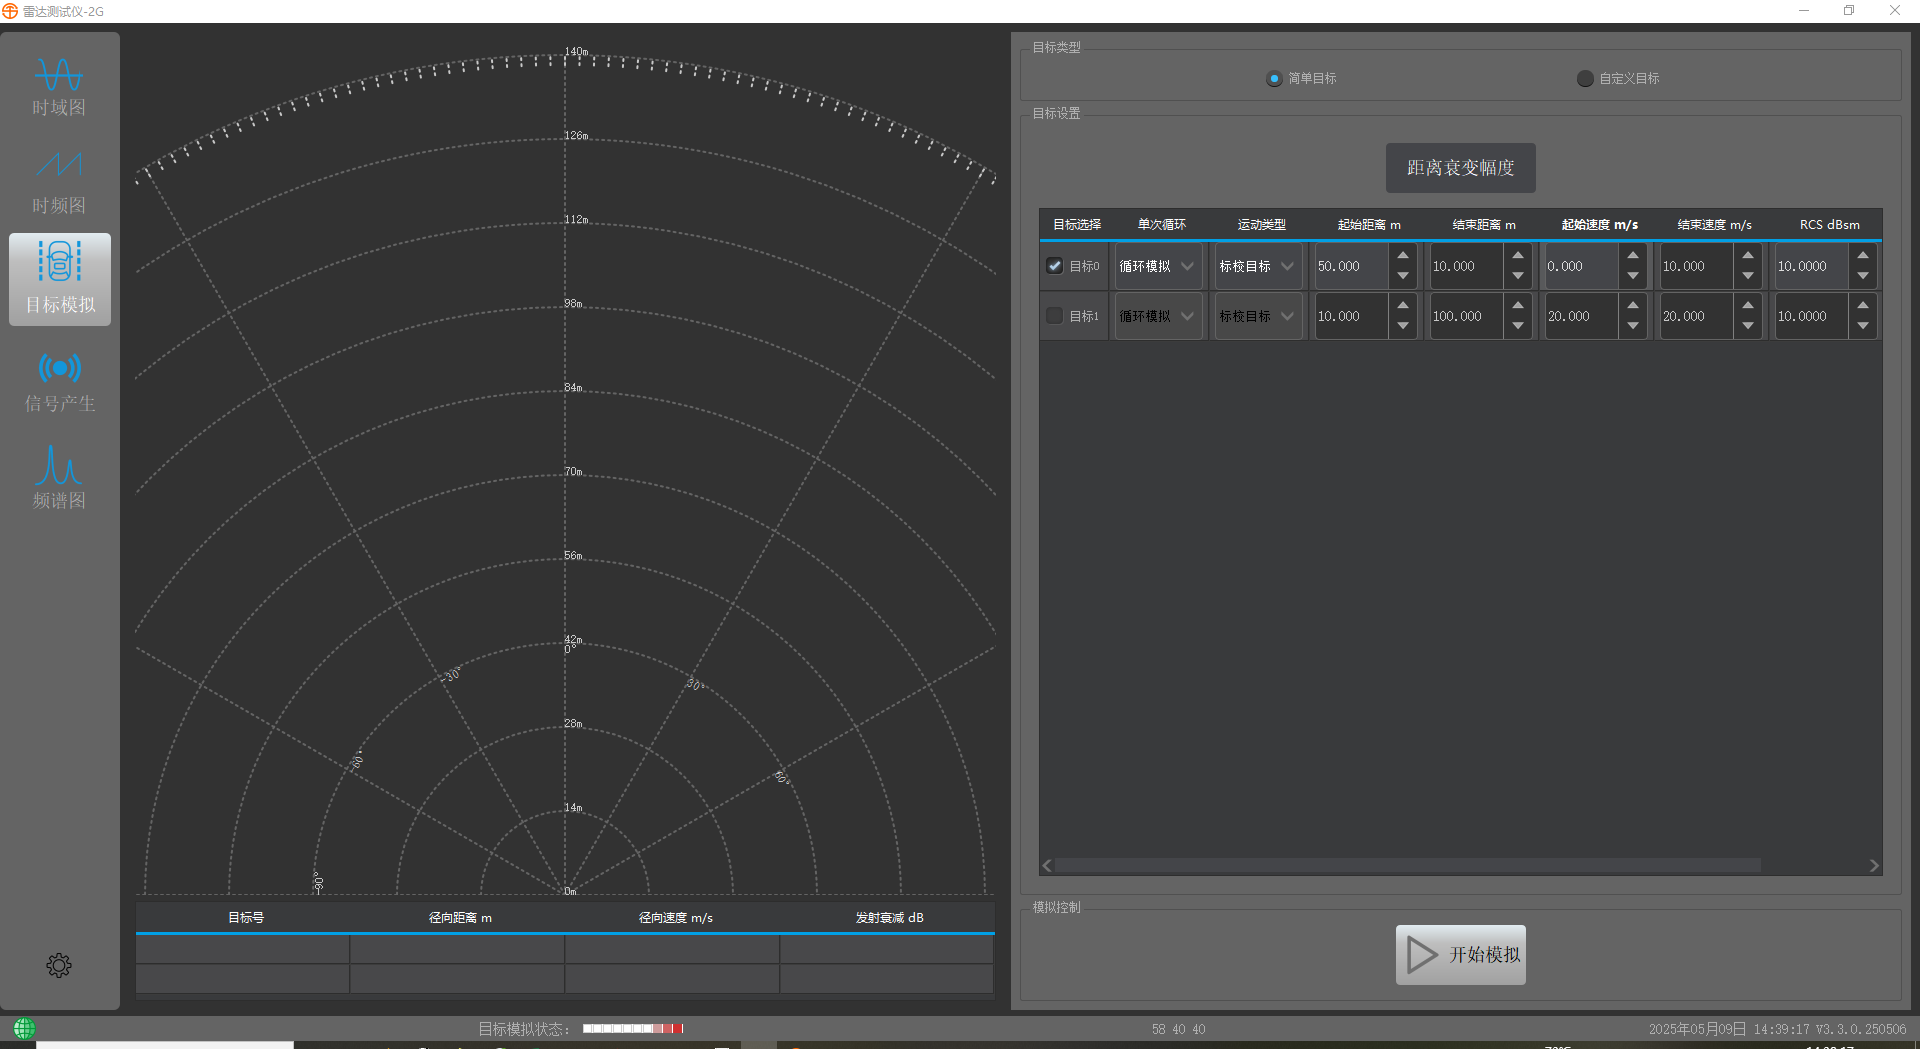 雷达测试仪-2G
时域图
时频图
目标模拟
信号产生
频谱图
140m
126m
112m
98m
84m
70m
56m
42m
0°
-30°
30°
28m
-60°
60°
14m
-90°
0m
目标号 径向距离 m 径向速度 m/s 发射衰减 dB
目标类型
简单目标 自定义目标
目标设置
距离衰变幅度
目标选择 单次循环 运动类型 起始距离 m 结束距离 m 起始速度 m/s 结束速度 m/s RCS dBsm
目标0 循环模拟 标校目标 50.000 10.000 0.000 10.000 10.0000
目标1 循环模拟 标校目标 10.000 100.000 20.000 20.000 10.0000
模拟控制
开始模拟
目标模拟状态：
58 40 40
2025年05月09日 14:39:17 V3.3.0.250506